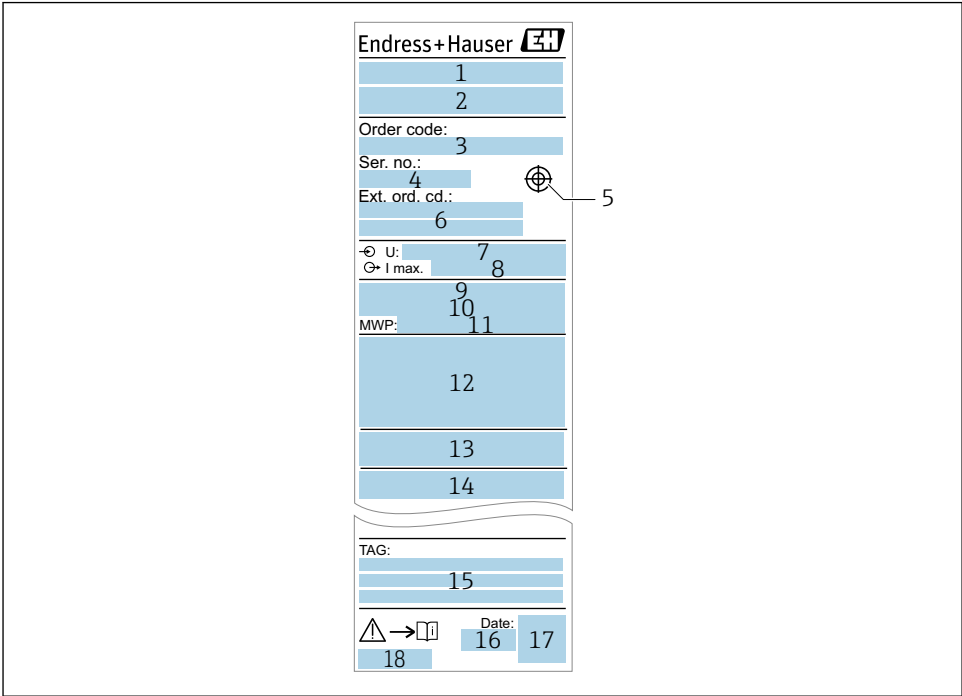 Endress+Hauser EH
1
2
Order code:
3
Ser. no.:
4
5
Ext. ord. cd.:
6
U: 7
I max. 8
9
10
MWP: 11
12
13
14
TAG:
15
Date:
i
16
17
18